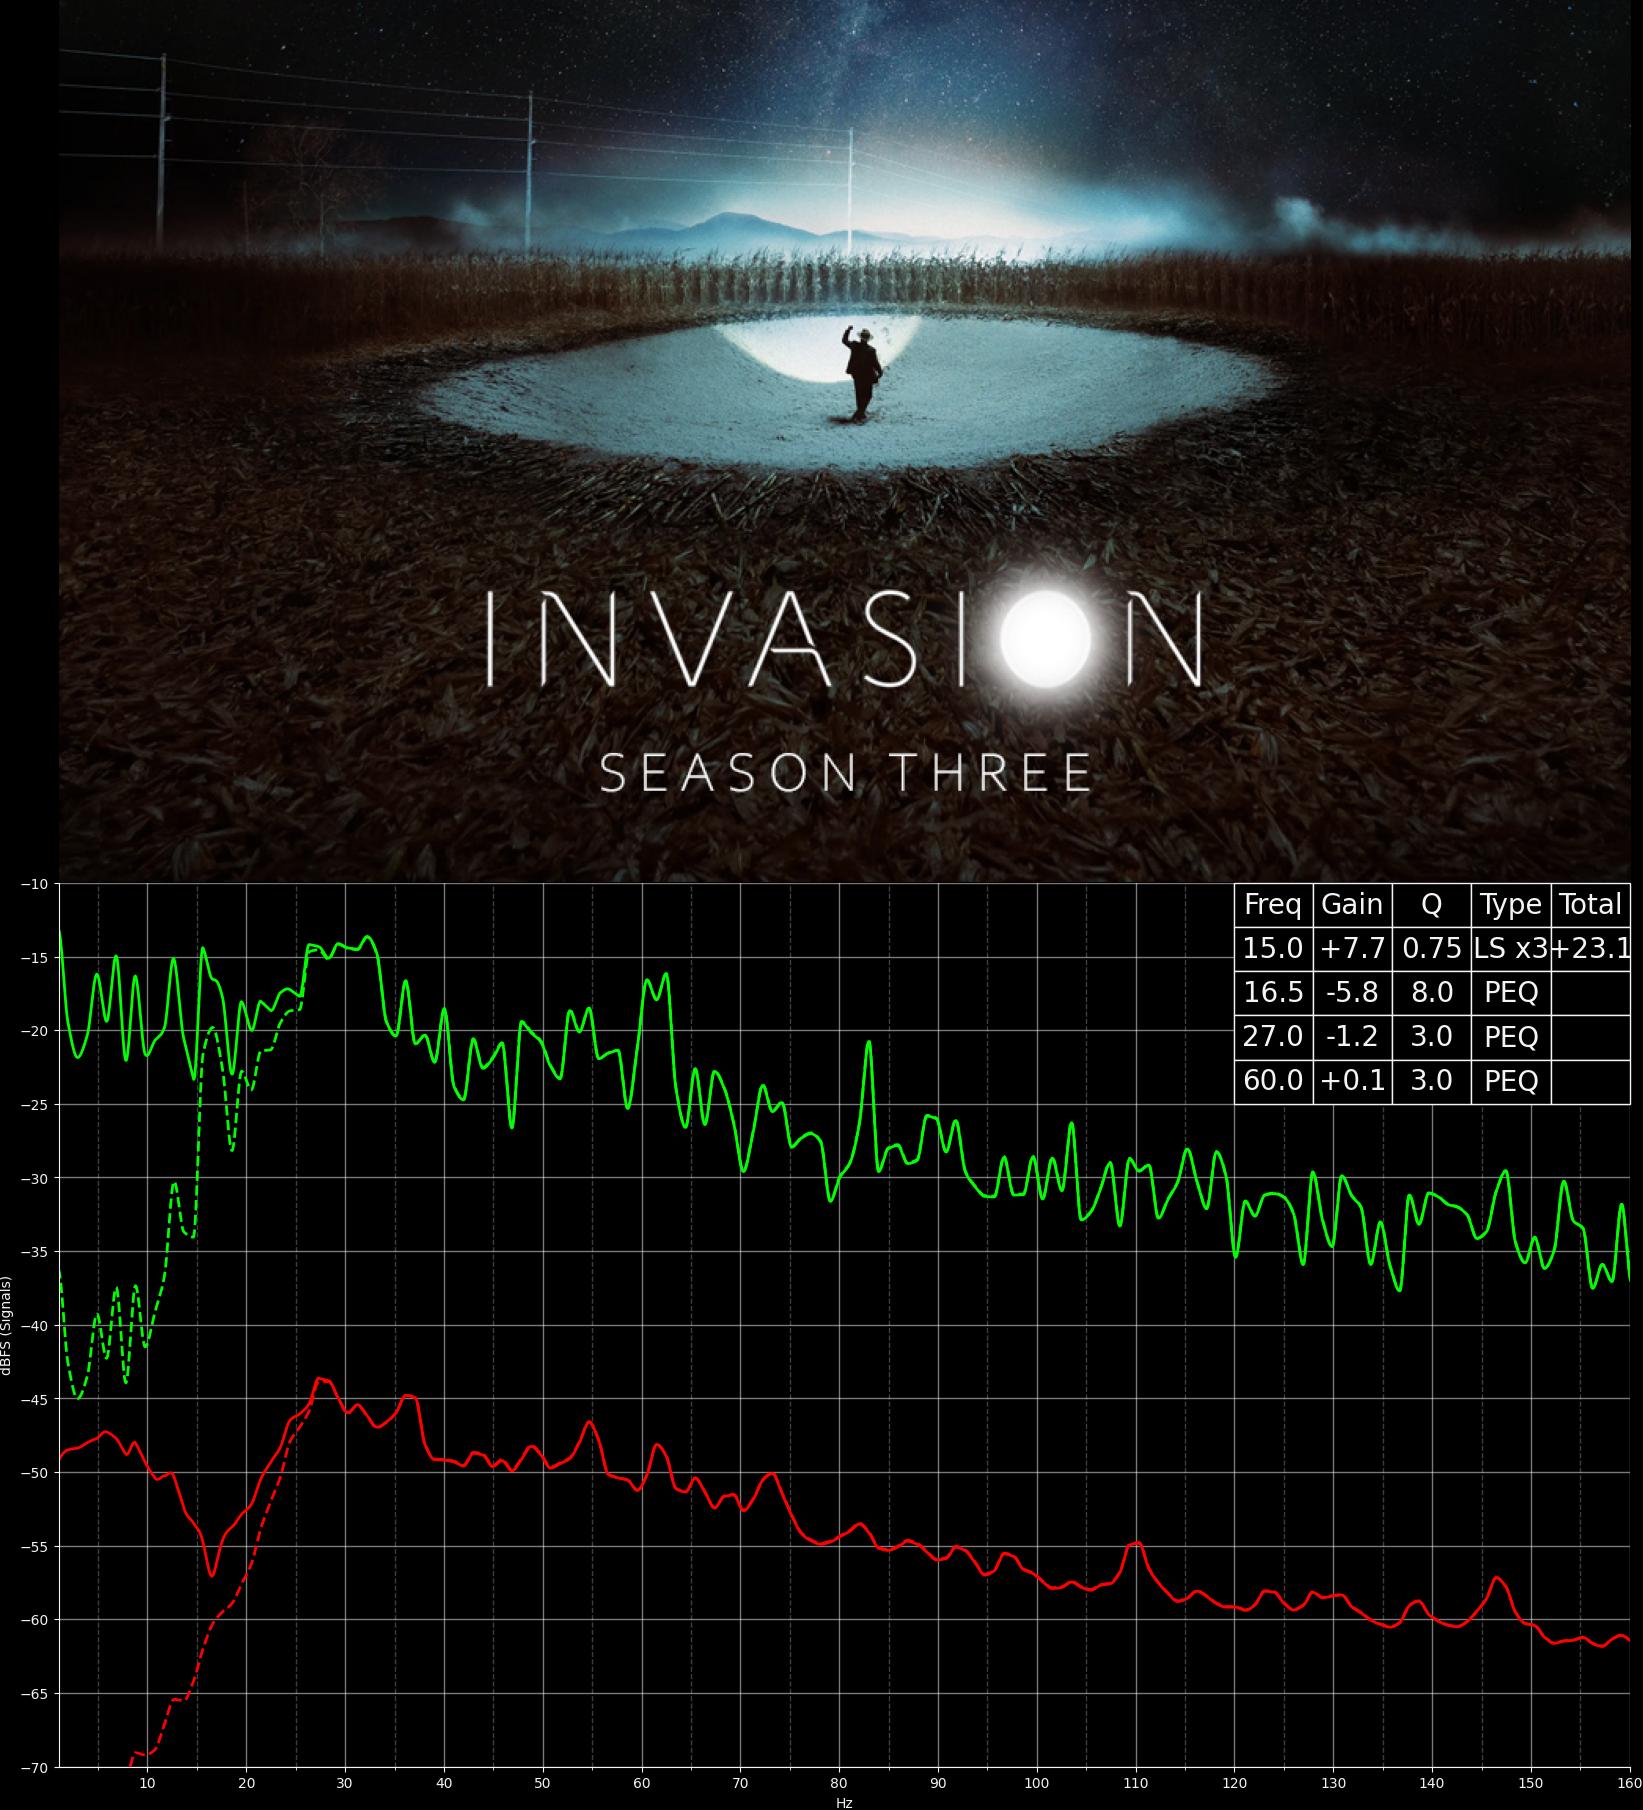 INVASION
SEASON THREE
Freq Gain Q Type Total
15.0 +7.7 0.75 LS x3 +23.1
16.5 -5.8 8.0 PEQ
27.0 -1.2 3.0 PEQ
60.0 +0.1 3.0 PEQ
−10
−15
−20
−25
−30
−35
−40
−45
−50
−55
−60
−65
−70
dBFS (Signals)
10 20 30 40 50 60 70 80 90 100 110 120 130 140 150 160
Hz